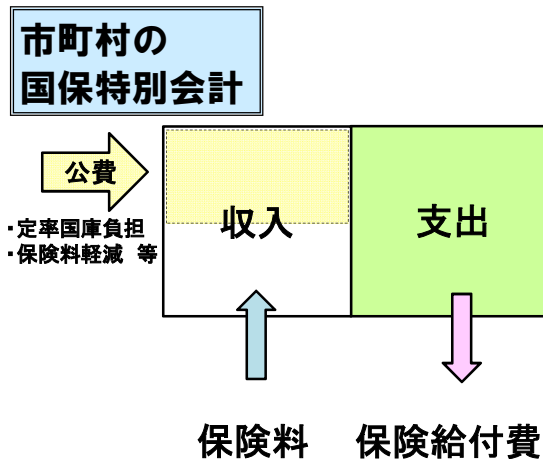 市町村の
国保特別会計
公費
・定率国庫負担
・保険料軽減 等
収入
支出
保険料
保険給付費